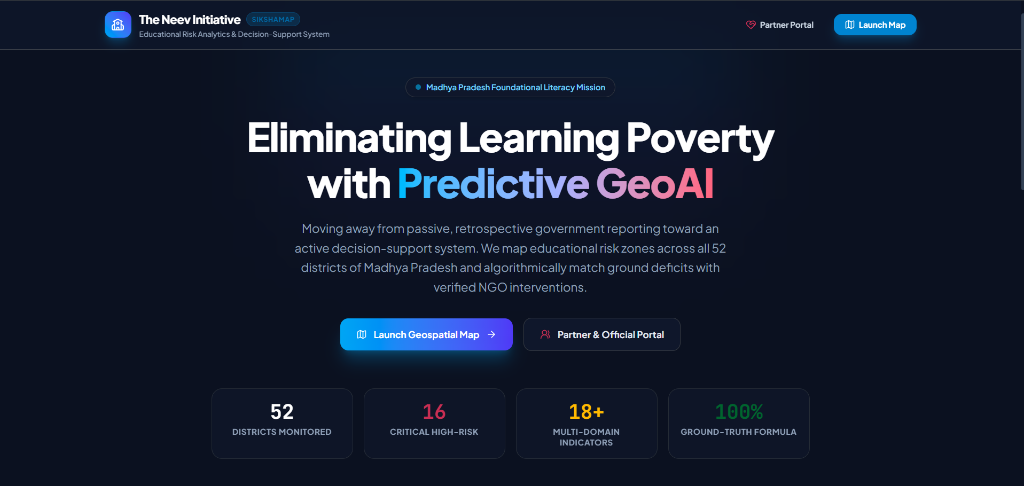 The Neev Initiative SIKSHAMAP
Educational Risk Analytics & Decision-Support System
Partner Portal
Launch Map
Madhya Pradesh Foundational Literacy Mission
Eliminating Learning Poverty
with Predictive GeoAI
Moving away from passive, retrospective government reporting toward an
active decision-support system. We map educational risk zones across all 52
districts of Madhya Pradesh and algorithmically match ground deficits with
verified NGO interventions.
Launch Geospatial Map
Partner & Official Portal
52
DISTRICTS MONITORED
16
CRITICAL HIGH-RISK
18+
MULTI-DOMAIN
INDICATORS
100%
GROUND-TRUTH FORMULA